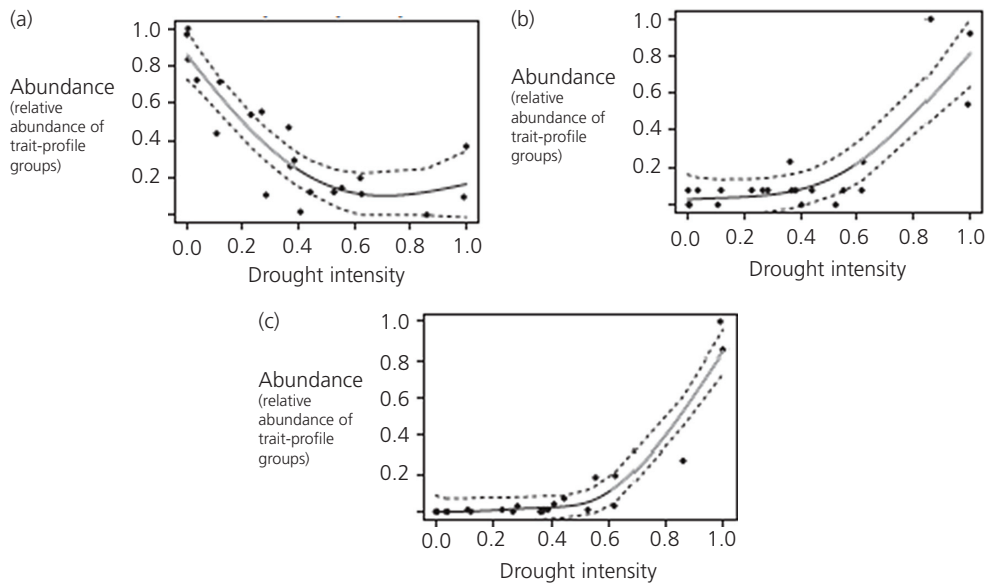 (a)
Abundance
(relative
abundance of
trait-profile
groups)
1.0
0.8
0.6
0.4
0.2
0.0 0.2 0.4 0.6 0.8 1.0
Drought intensity
(b)
Abundance
(relative
abundance of
trait-profile
groups)
1.0
0.8
0.6
0.4
0.2
0.0 0.2 0.4 0.6 0.8 1.0
Drought intensity
(c)
Abundance
(relative
abundance of
trait-profile
groups)
1.0
0.8
0.6
0.4
0.2
0.0 0.2 0.4 0.6 0.8 1.0
Drought intensity